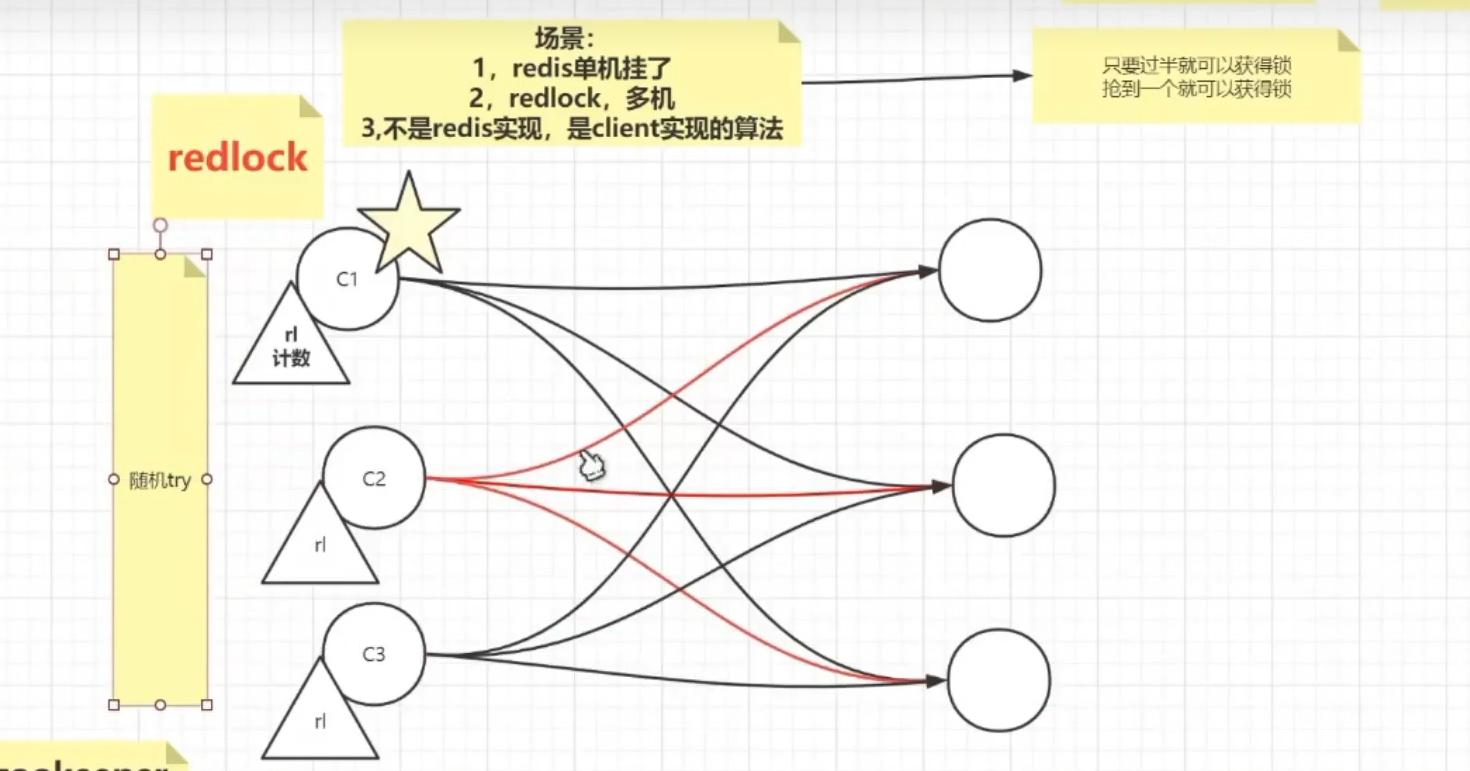 场景：
1，redis单机挂了
2，redlock，多机
3,不是redis实现，是client实现的算法
只要过半就可以获得锁
抢到一个就可以获得锁
redlock
C1
rl
计数
随机try
C2
rl
C3
rl
zookeeper